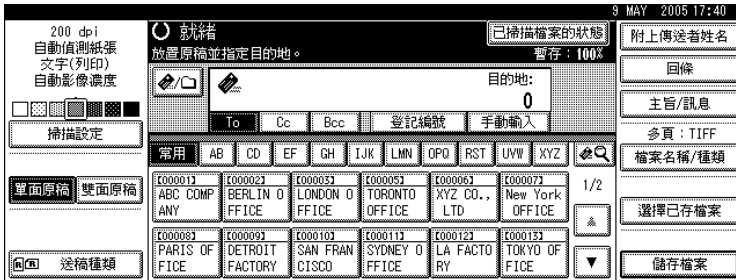 9 MAY 2005 17:40
200 dpi
自動偵測紙張
文字(列印)
自動影像濃度
掃描設定
單面原稿 雙面原稿
送稿種類
就緒
已掃描檔案的狀態
放置原稿並指定目的地。
暫存:100%
目的地:
0
To Cc Bcc 登記編號 手動輸入
常用 AB CD EF GH IJK LMN OPQ RST UVW XYZ
[00001] [00002] [00003] [00005] [00006] [00007]
ABC COMP BERLIN O LONDON O TORONTO XYZ CO., New York
ANY FFICE FFICE OFFICE LTD OFFICE
1/2
[00008] [00009] [00010] [00011] [00012] [00013]
PARIS OF DETROIT SAN FRAN SYDNEY O LA FACTO TOKYO OF
FICE FACTORY CISCO FFICE RY FICE
附上傳送者姓名
回條
主旨/訊息
多頁:TIFF
檔案名稱/種類
選擇已存檔案
儲存檔案